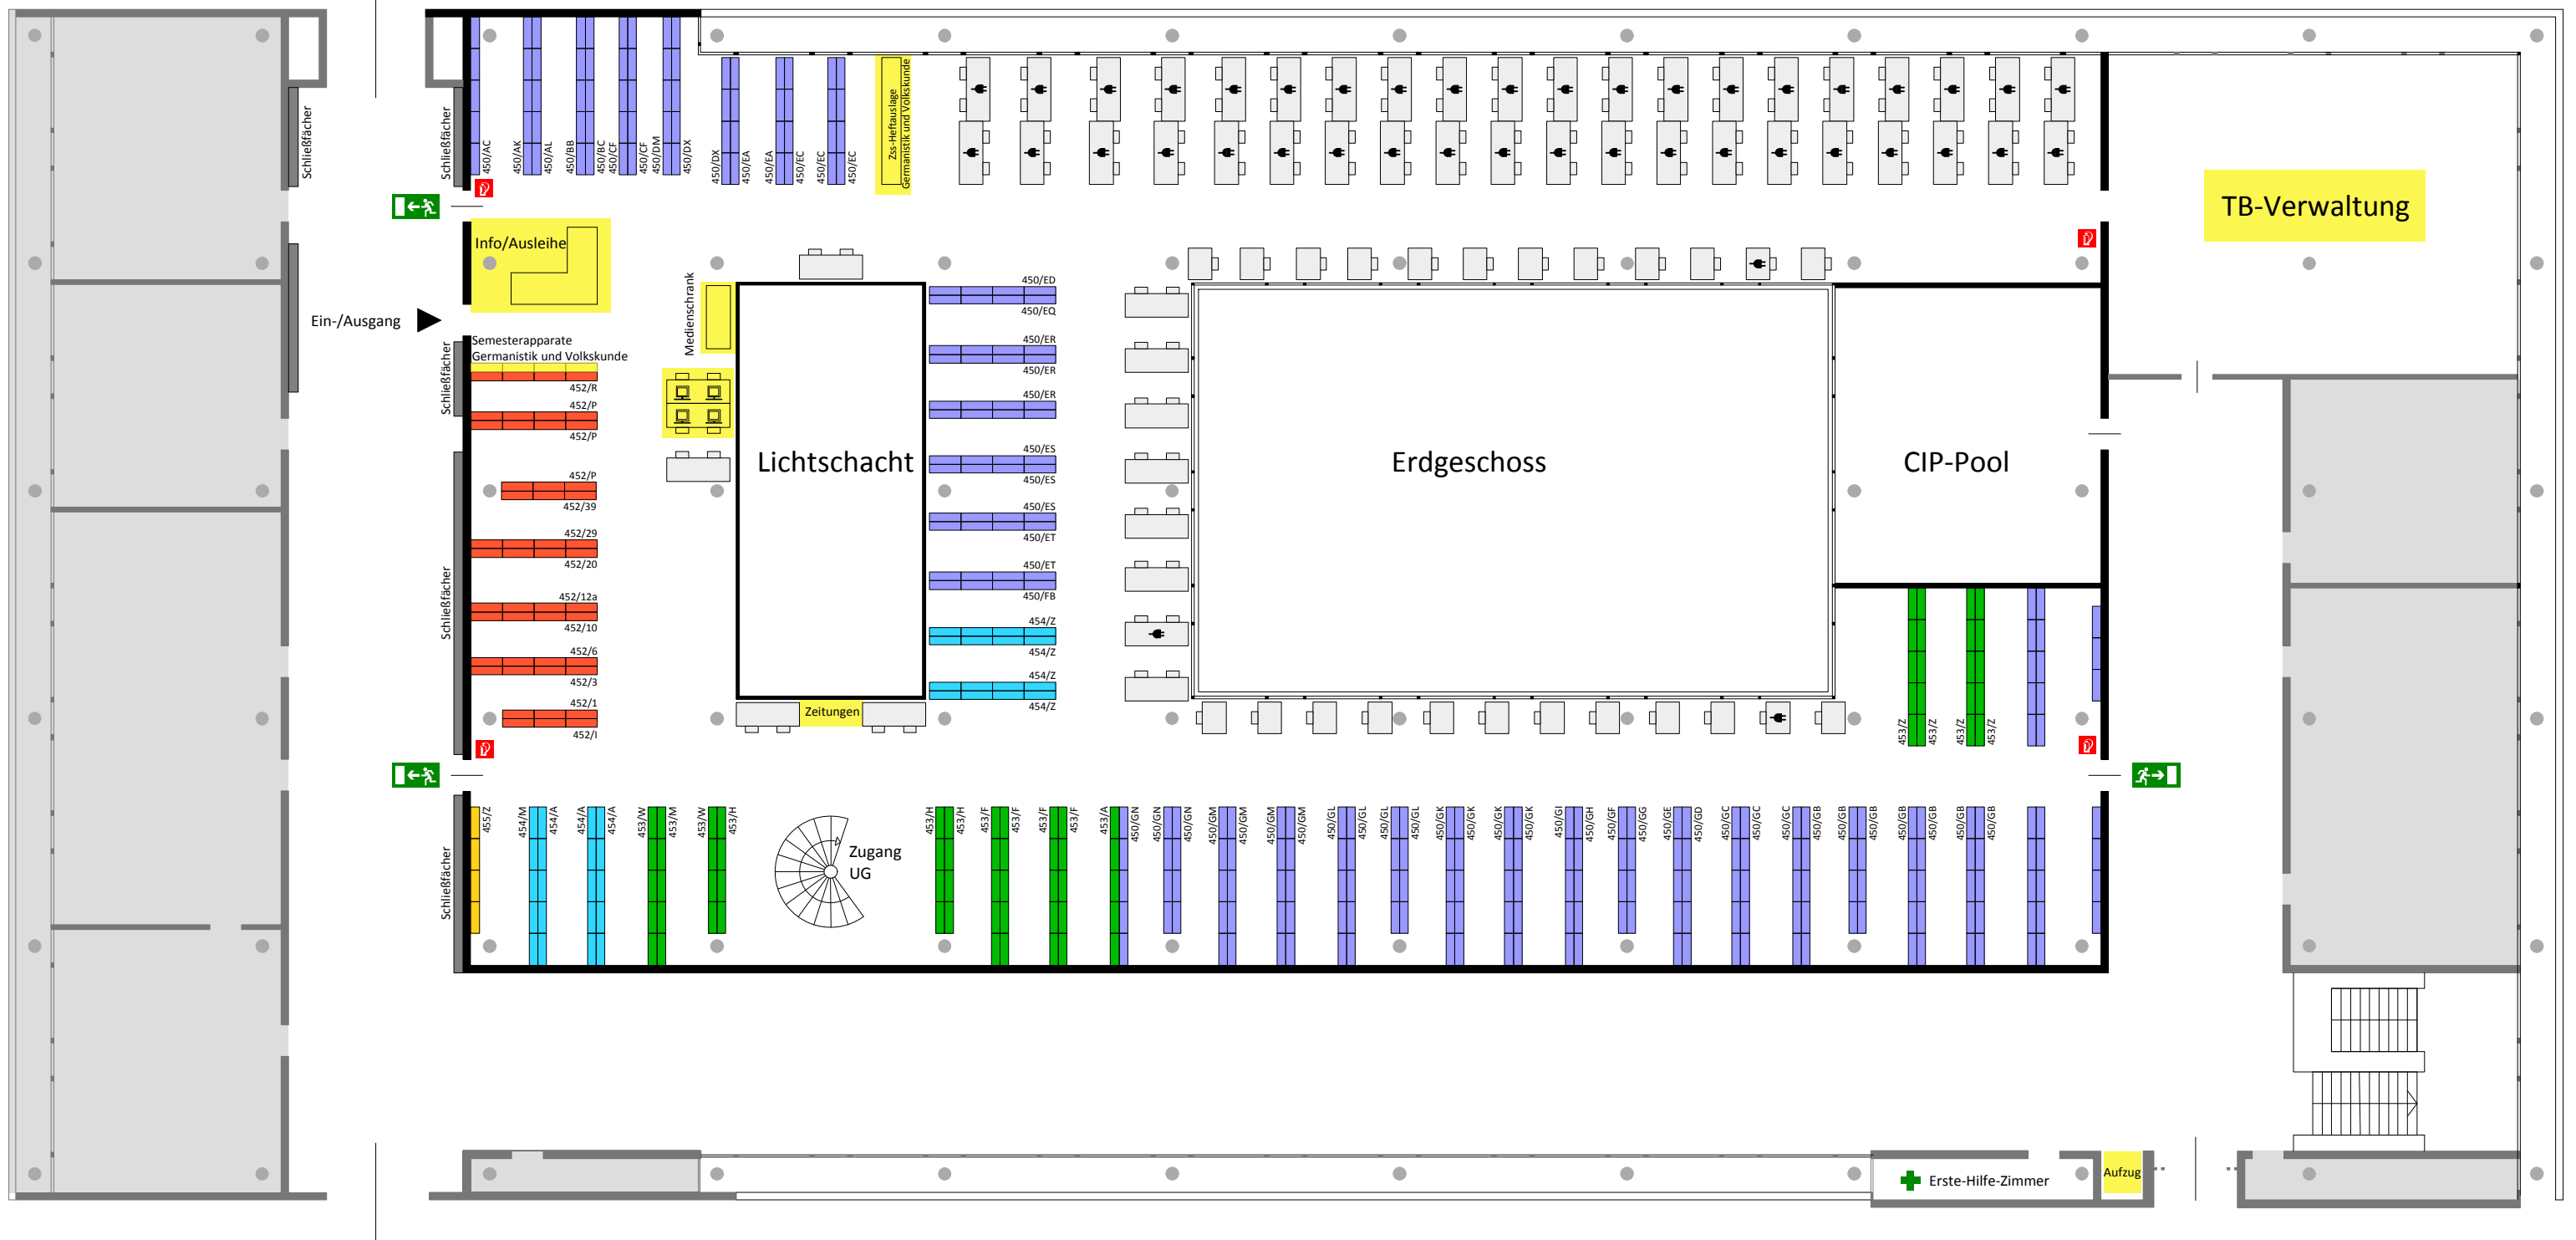 Schließfächer
Schließfächer
450/AC
450/AK
450/AL
450/BB
450/BC
450/CF
450/CF
450/DM
450/DX
450/DX
450/EA
450/EA
450/EC
450/EC
450/EC
Zss-Heftauslage
Germanistik und Volkskunde
TB-Verwaltung
Info/Ausleihe
Ein-/Ausgang
Medienschrank
Semesterapparate
Germanistik und Volkskunde
Schließfächer
452/R
452/P
452/P
452/P
452/39
452/29
452/20
452/12a
452/10
452/6
452/3
452/1
452/I
Schließfächer
Lichtschacht
Zeitungen
450/ED
450/EQ
450/ER
450/ER
450/ER
450/ES
450/ES
450/ES
450/ET
450/ET
450/FB
454/Z
454/Z
454/Z
454/Z
Erdgeschoss
CIP-Pool
453/Z
453/Z
453/Z
453/Z
Schließfächer
455/Z
454/M
454/A
454/A
454/A
453/W
453/M
453/W
453/H
Zugang
UG
453/H
453/H
453/F
453/F
453/F
453/F
453/A
450/GN
450/GN
450/GN
450/GM
450/GM
450/GM
450/GM
450/GL
450/GL
450/GL
450/GL
450/GK
450/GK
450/GK
450/GK
450/GI
450/GH
450/GF
450/GG
450/GE
450/GD
450/GC
450/GC
450/GC
450/GB
450/GB
450/GB
450/GB
450/GB
450/GB
450/GB
Erste-Hilfe-Zimmer
Aufzug